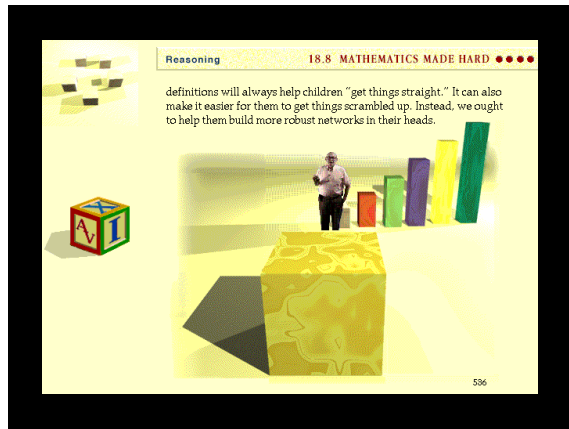 Reasoning 18.8 MATHEMATICS MADE HARD
definitions will always help children “get things straight.” It can also
make it easier for them to get things scrambled up. Instead, we ought
to help them build more robust networks in their heads.
X
A
V
I
536